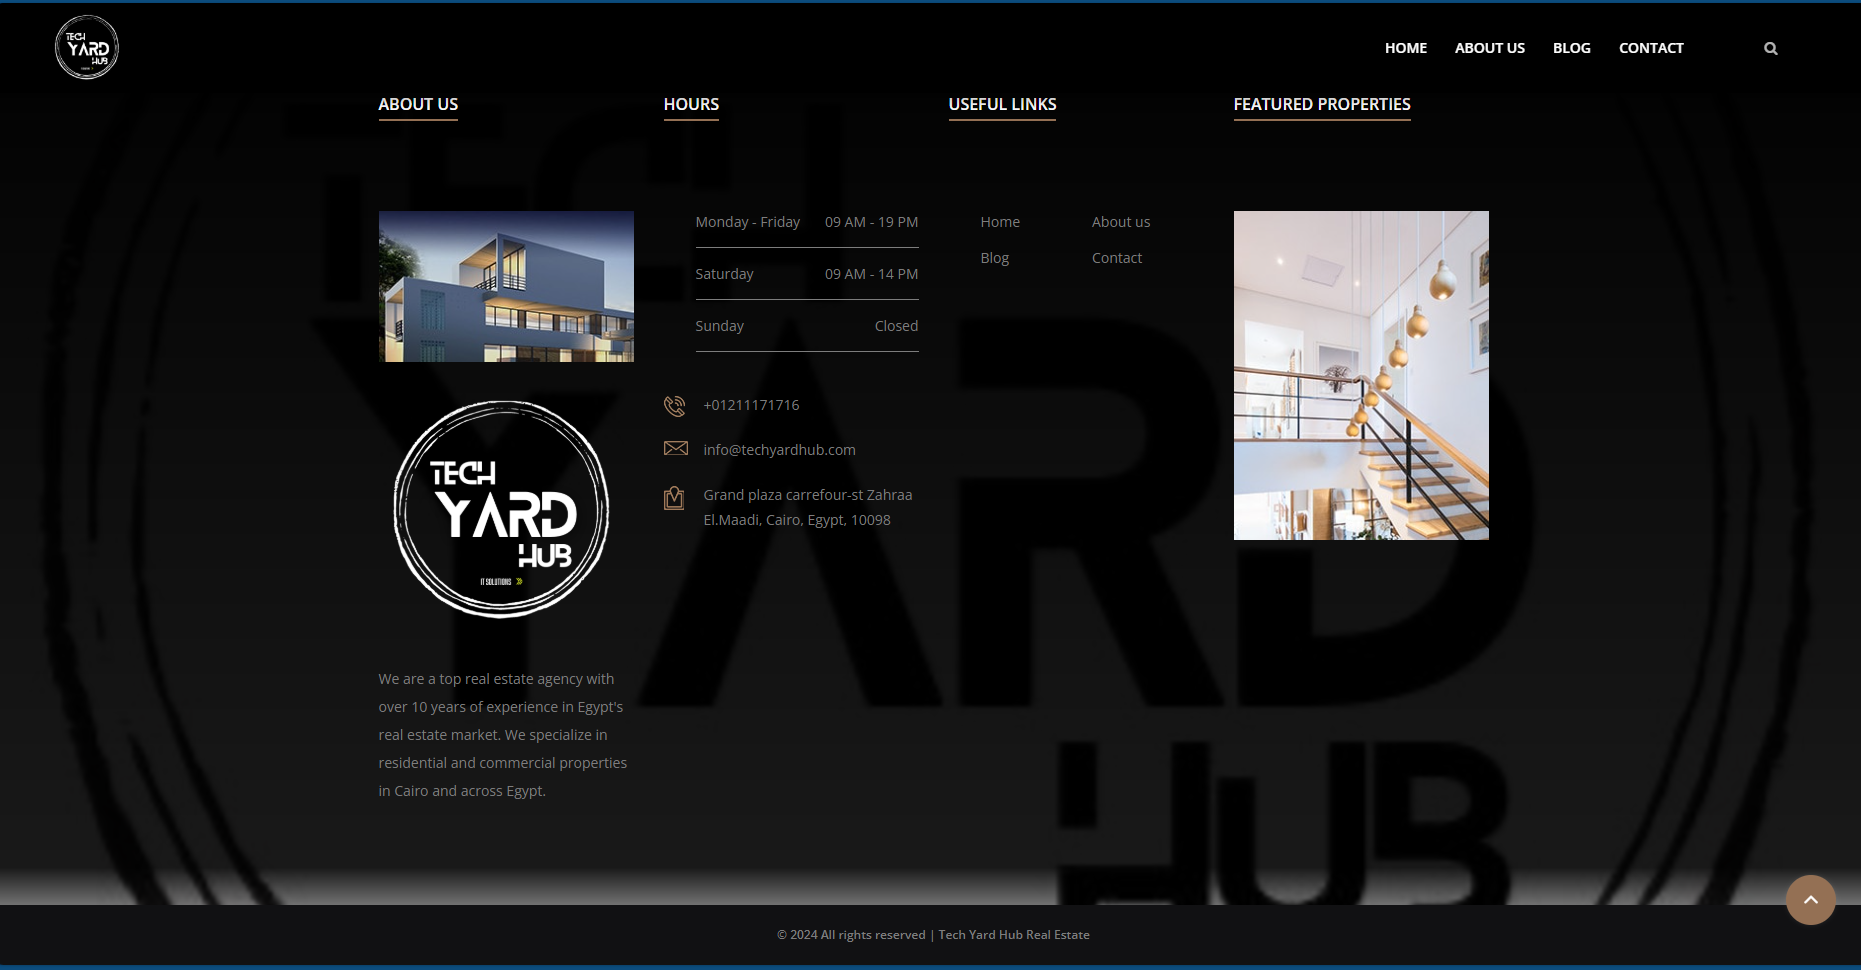 TECH
YARD
HUB
HOME
ABOUT US
BLOG
CONTACT
ABOUT US
HOURS
USEFUL LINKS
FEATURED PROPERTIES
Monday - Friday 09 AM - 19 PM
Saturday 09 AM - 14 PM
Sunday Closed
+01211171716
info@techyardhub.com
Grand plaza carrefour-st Zahraa
El.Maadi, Cairo, Egypt, 10098
Home About us
Blog Contact
TECH
YARD
HUB
IT SOLUTIONS
We are a top real estate agency with
over 10 years of experience in Egypt's
real estate market. We specialize in
residential and commercial properties
in Cairo and across Egypt.
TECH
YARD
HUB
© 2024 All rights reserved | Tech Yard Hub Real Estate